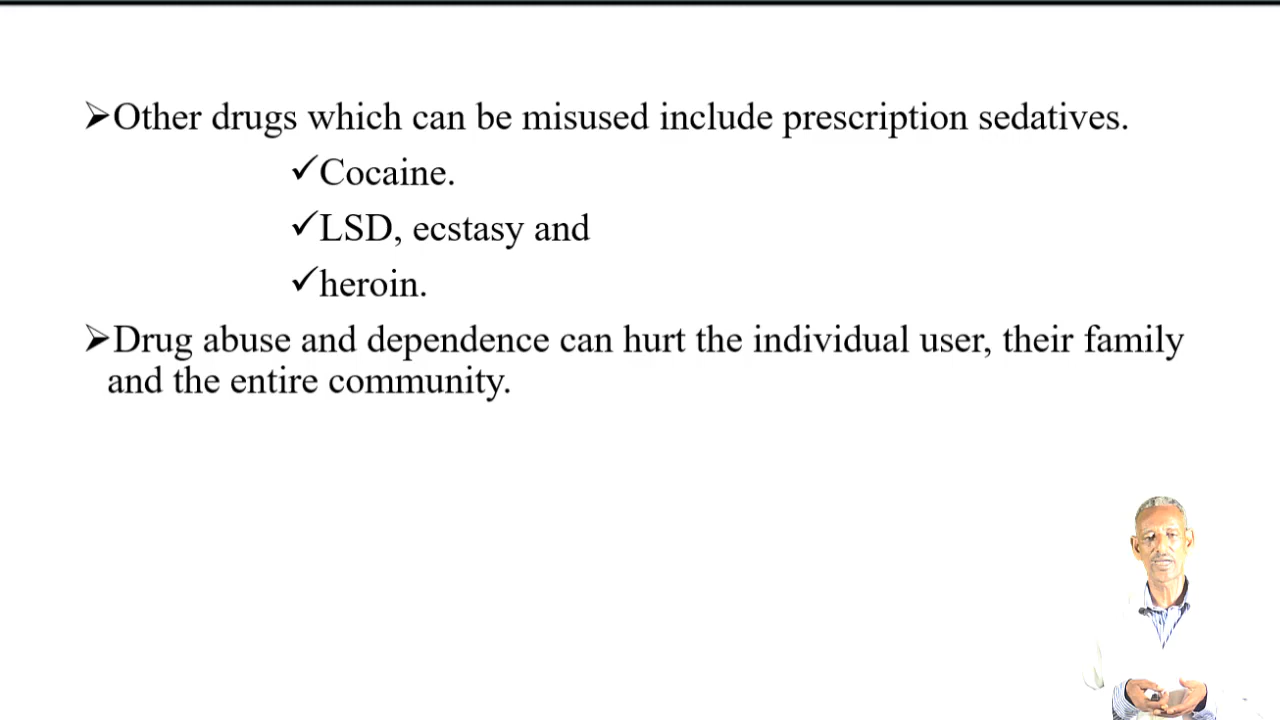 ➢Other drugs which can be misused include prescription sedatives.
✓Cocaine.
✓LSD, ecstasy and
✓heroin.
➢Drug abuse and dependence can hurt the individual user, their family
and the entire community.